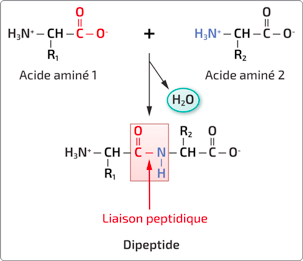 O O
H₃N⁺ – CH – C – O⁻ + H₃N⁺ – CH – C – O⁻
R₁ R₂
Acide aminé 1 Acide aminé 2
H₂O
O R₂ O
H₃N⁺ – CH – C – N – CH – C – O⁻
R₁ H
Liaison peptidique
Dipeptide